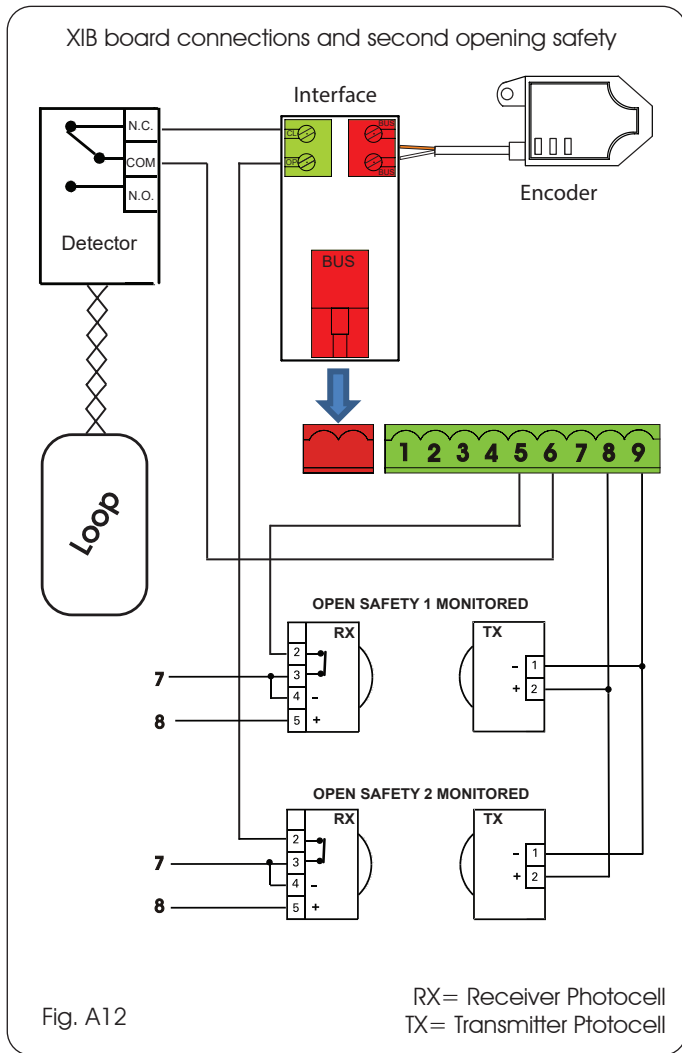 XIB board connections and second opening safety
Interface
N.C.
COM
N.O.
Detector
CL
OP
BUS
BUS
Encoder
BUS
Loop
1 2 3 4 5 6 7 8 9
OPEN SAFETY 1 MONITORED
RX
2
3
4 -
5 +
7
8
TX
- 1
+ 2
OPEN SAFETY 2 MONITORED
RX
2
3
4 -
5 +
7
8
TX
- 1
+ 2
Fig. A12
RX= Receiver Photocell
TX= Transmitter Ptotocell